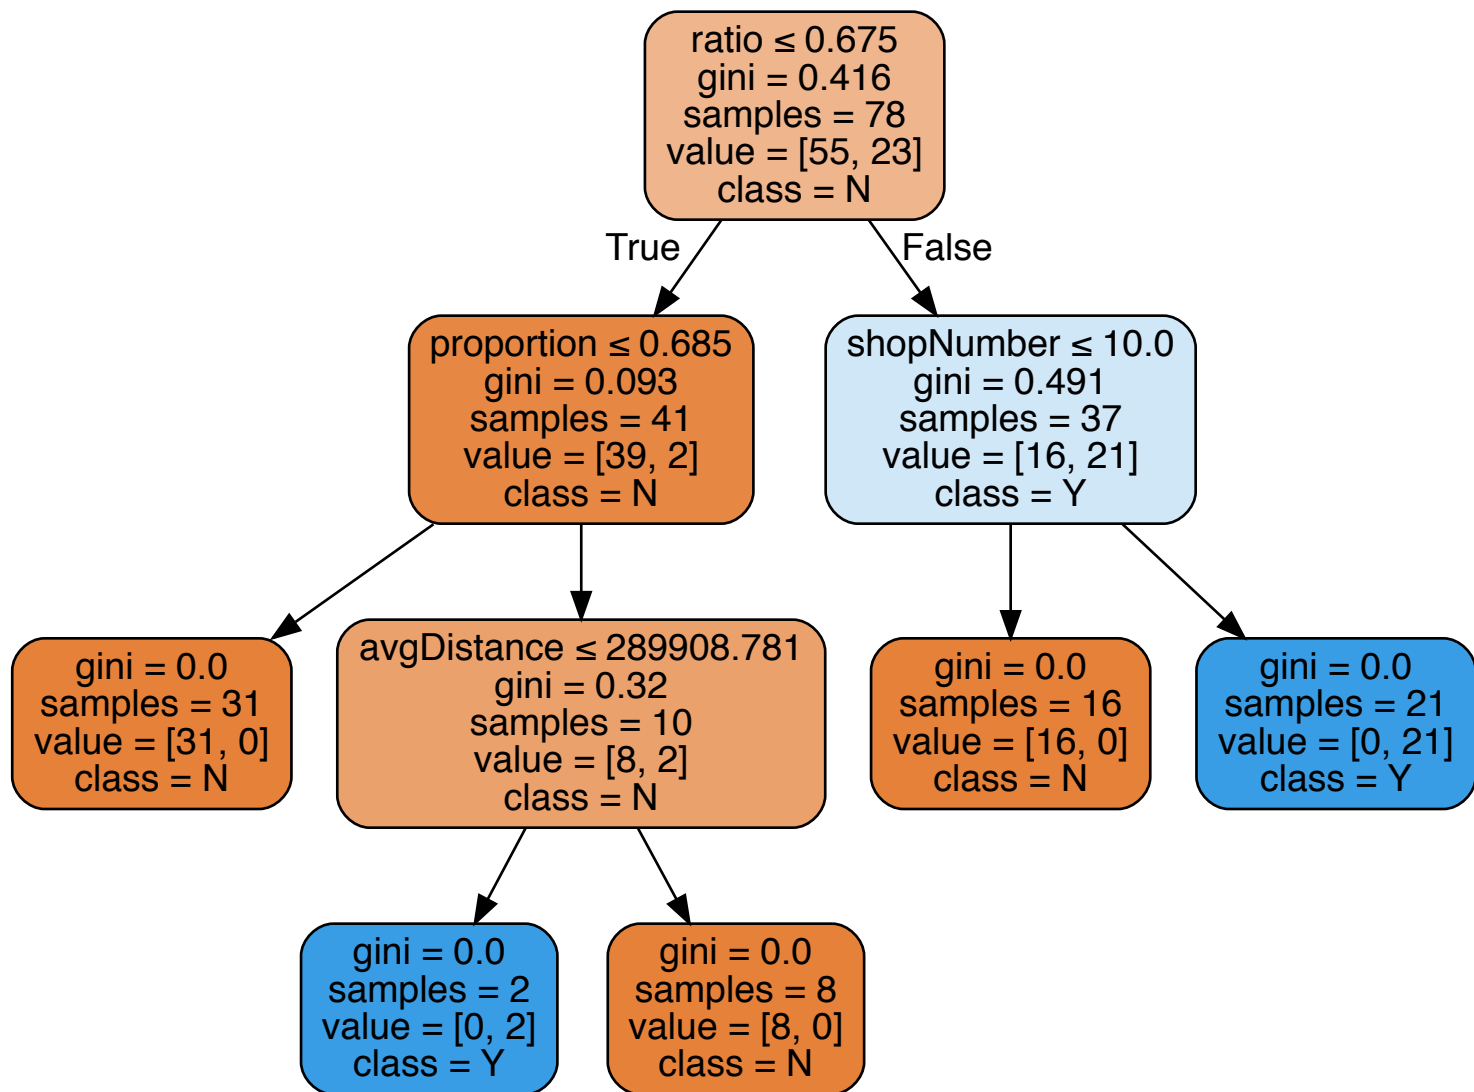 ratio ≤ 0.675
gini = 0.416
samples = 78
value = [55, 23]
class = N
True
False
proportion ≤ 0.685
gini = 0.093
samples = 41
value = [39, 2]
class = N
shopNumber ≤ 10.0
gini = 0.491
samples = 37
value = [16, 21]
class = Y
gini = 0.0
samples = 31
value = [31, 0]
class = N
avgDistance ≤ 289908.781
gini = 0.32
samples = 10
value = [8, 2]
class = N
gini = 0.0
samples = 16
value = [16, 0]
class = N
gini = 0.0
samples = 21
value = [0, 21]
class = Y
gini = 0.0
samples = 2
value = [0, 2]
class = Y
gini = 0.0
samples = 8
value = [8, 0]
class = N